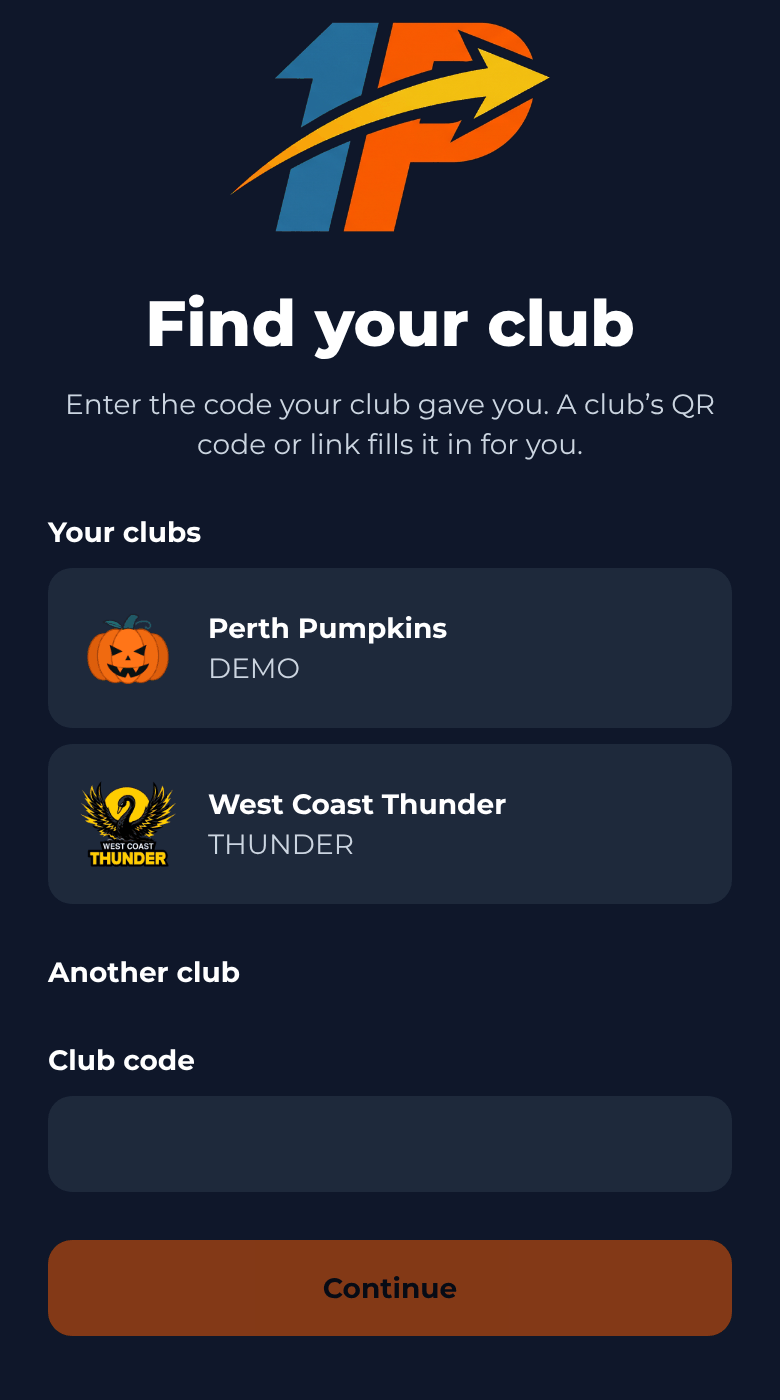 1P
Find your club
Enter the code your club gave you. A club’s QR
code or link fills it in for you.
Your clubs
Perth Pumpkins
DEMO
WEST COAST
THUNDER
West Coast Thunder
THUNDER
Another club
Club code
Continue